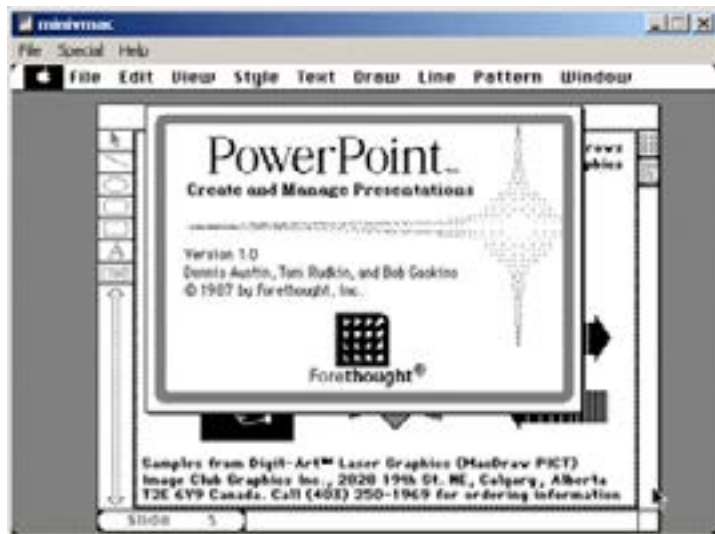 minivmac
File Special Help
File Edit View Style Text Draw Line Pattern Window
PowerPoint™
Create and Manage Presentations
Version 1.0
Dennis Austin, Tom Rudkin, and Bob Gaskins
© 1987 by Forethought, Inc.
Forethought®
Samples from Digit-Art™ Laser Graphics (MacDraw PICT)
Image Club Graphics Inc., 2828 19th St. NE, Calgary, Alberta
T2E 6Y9 Canada. Call (403) 250-1969 for ordering information
Slide 5